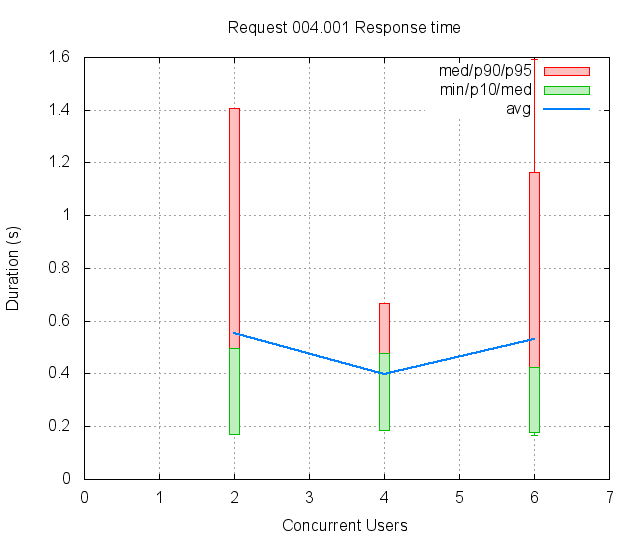 Request 004.001 Response time
med/p90/p95
min/p10/med
avg
1.6
1.4
1.2
1
0.8
0.6
0.4
0.2
0
Duration (s)
0 1 2 3 4 5 6 7
Concurrent Users